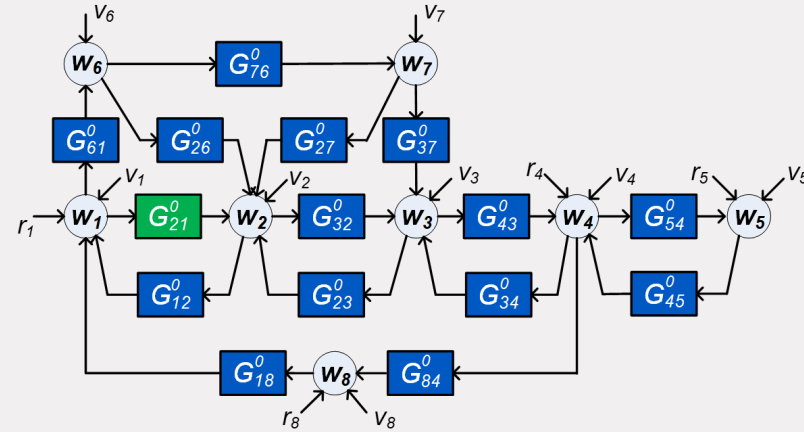 v6 v7
w6 G⁰76 w7
G⁰61 G⁰26 G⁰27 G⁰37
v1 v2 v3 r4 v4 r5 v5
r1 w1 G⁰21 w2 G⁰32 w3 G⁰43 w4 G⁰54 w5
G⁰12 G⁰23 G⁰34 G⁰45
G⁰18 w8 G⁰84
r8 v8